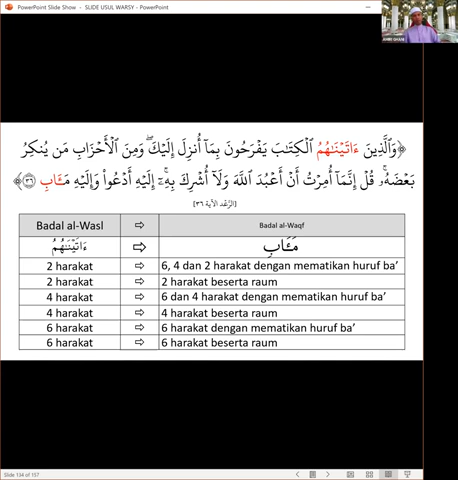 PowerPoint Slide Show - SLIDE USUL WARSY - PowerPoint
﴿وَٱلَّذِينَ ءَاتَيۡنَٰهُمُ ٱلۡكِتَٰبَ يَفۡرَحُونَ بِمَآ أُنزِلَ إِلَيۡكَۖ وَمِنَ ٱلۡأَحۡزَابِ مَن يُنكِرُ
بَعۡضَهُۥۚ قُلۡ إِنَّمَآ أُمِرۡتُ أَنۡ أَعۡبُدَ ٱللَّهَ وَلَآ أُشۡرِكَ بِهِۦٓۚ إِلَيۡهِ أَدۡعُواْ وَإِلَيۡهِ مَـَٔابِ ٣٦﴾
[الرَّعْد الآية ٣٦]
Badal al-Wasl ⇨ Badal al-Waqf
ءَاتَيۡنَٰهُمُ ⇨ مَـَٔابِ
2 harakat ⇨ 6, 4 dan 2 harakat dengan mematikan huruf ba’
2 harakat ⇨ 2 harakat beserta raum
4 harakat ⇨ 6 dan 4 harakat dengan mematikan huruf ba’
4 harakat ⇨ 4 harakat beserta raum
6 harakat ⇨ 6 harakat dengan mematikan huruf ba’
6 harakat ⇨ 6 harakat beserta raum
Slide 134 of 157